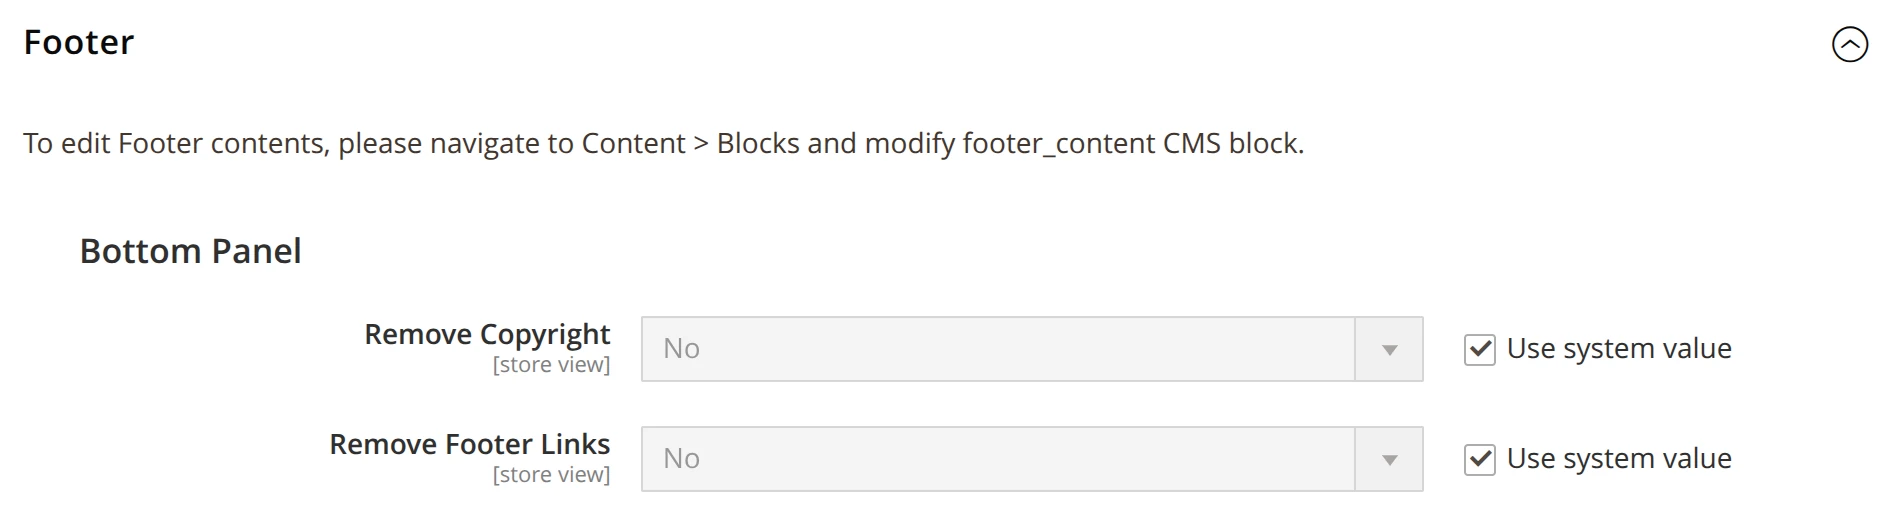 Footer
To edit Footer contents, please navigate to Content > Blocks and modify footer_content CMS block.
Bottom Panel
Remove Copyright
[store view]
No
Use system value
Remove Footer Links
[store view]
No
Use system value